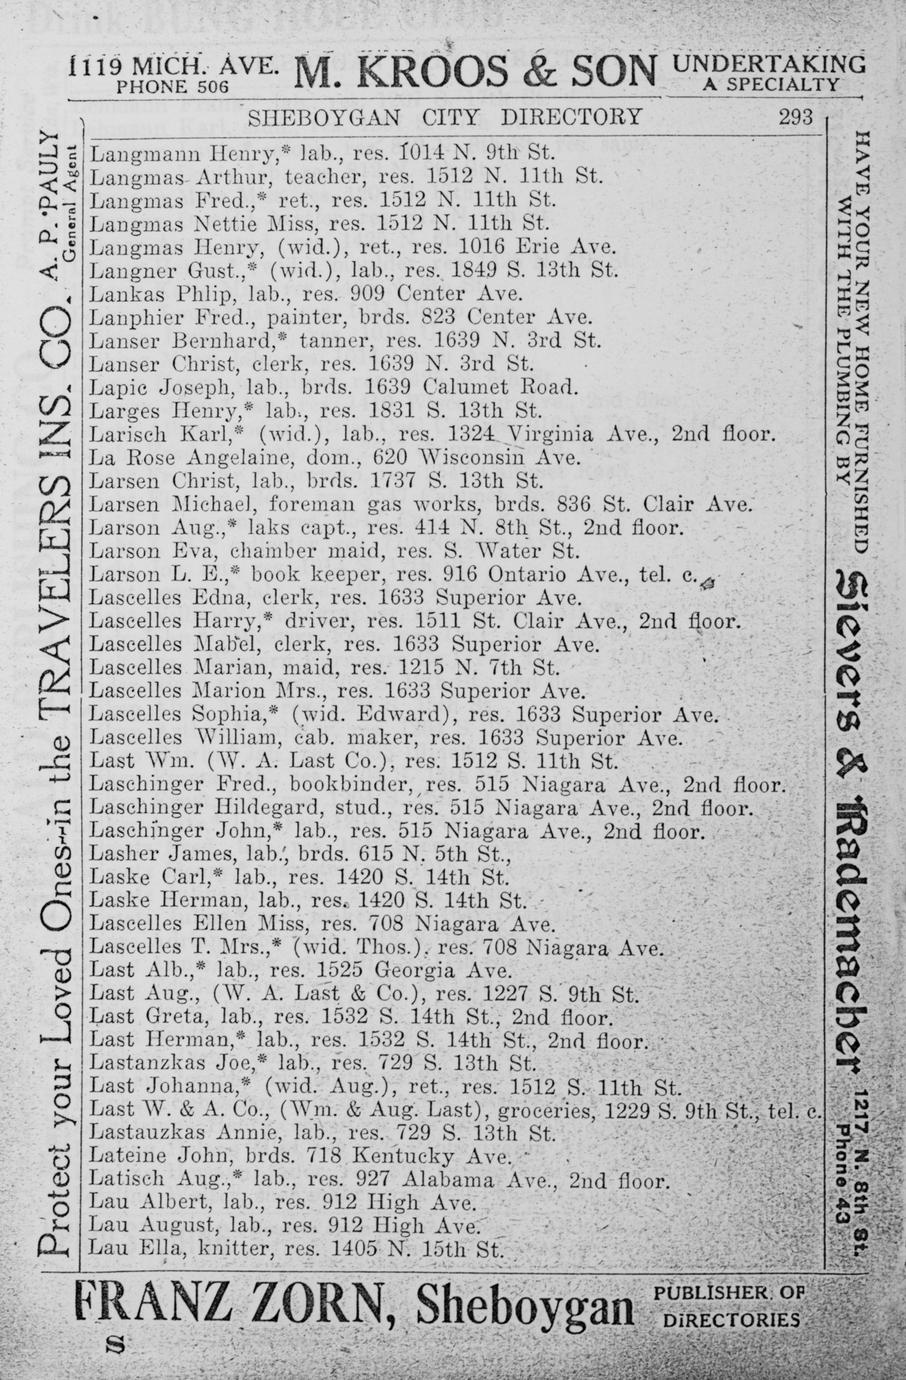 1119 MICH. AVE.
PHONE 506
M. KROOS & SON
UNDERTAKING
A SPECIALTY
SHEBOYGAN CITY DIRECTORY 293
Langmann Henry,* lab., res. 1014 N. 9th St.
Langmas Arthur, teacher, res. 1512 N. 11th St.
Langmas Fred.,* ret., res. 1512 N. 11th St.
Langmas Nettie Miss, res. 1512 N. 11th St.
Langmas Henry, (wid.), ret., res. 1016 Erie Ave.
Langner Gust.,* (wid.), lab., res. 1849 S. 13th St.
Lankas Phlip, lab., res. 909 Center Ave.
Lanphier Fred., painter, brds. 823 Center Ave.
Lanser Bernhard,* tanner, res. 1639 N. 3rd St.
Lanser Christ, clerk, res. 1639 N. 3rd St.
Lapic Joseph, lab., brds. 1639 Calumet Road.
Larges Henry,* lab., res. 1831 S. 13th St.
Larisch Karl,* (wid.), lab., res. 1324 Virginia Ave., 2nd floor.
La Rose Angelaine, dom., 620 Wisconsin Ave.
Larsen Christ, lab., brds. 1737 S. 13th St.
Larsen Michael, foreman gas works, brds. 836 St. Clair Ave.
Larson Aug.,* laks capt., res. 414 N. 8th St., 2nd floor.
Larson Eva, chamber maid, res. S. Water St.
Larson L. E.,* book keeper, res. 916 Ontario Ave., tel. c.
Lascelles Edna, clerk, res. 1633 Superior Ave.
Lascelles Harry,* driver, res. 1511 St. Clair Ave., 2nd floor.
Lascelles Mabel, clerk, res. 1633 Superior Ave.
Lascelles Marian, maid, res. 1215 N. 7th St.
Lascelles Marion Mrs., res. 1633 Superior Ave.
Lascelles Sophia,* (wid. Edward), res. 1633 Superior Ave.
Lascelles William, cab. maker, res. 1633 Superior Ave.
Last Wm. (W. A. Last Co.), res. 1512 S. 11th St.
Laschinger Fred., bookbinder, res. 515 Niagara Ave., 2nd floor.
Laschinger Hildegard, stud., res. 515 Niagara Ave., 2nd floor.
Laschinger John,* lab., res. 515 Niagara Ave., 2nd floor.
Lasher James, lab., brds. 615 N. 5th St.,
Laske Carl,* lab., res. 1420 S. 14th St.
Laske Herman, lab., res. 1420 S. 14th St.
Lascelles Ellen Miss, res. 708 Niagara Ave.
Lascelles T. Mrs.,* (wid. Thos.), res. 708 Niagara Ave.
Last Alb.,* lab., res. 1525 Georgia Ave.
Last Aug., (W. A. Last & Co.), res. 1227 S. 9th St.
Last Greta, lab., res. 1532 S. 14th St., 2nd floor.
Last Herman,* lab., res. 1532 S. 14th St., 2nd floor.
Lastanzkas Joe,* lab., res. 729 S. 13th St.
Last Johanna,* (wid. Aug.), ret., res. 1512 S. 11th St.
Last W. & A. Co., (Wm. & Aug. Last), groceries, 1229 S. 9th St., tel. c.
Lastauzkas Annie, lab., res. 729 S. 13th St.
Lateine John, brds. 718 Kentucky Ave.
Latisch Aug.,* lab., res. 927 Alabama Ave., 2nd floor.
Lau Albert, lab., res. 912 High Ave.
Lau August, lab., res. 912 High Ave.
Lau Ella, knitter, res. 1405 N. 15th St.
Protect your Loved Ones—in the TRAVELERS INS. CO. A. P. PAULY
General Agent
HAVE YOUR NEW HOME FURNISHED
WITH THE PLUMBING BY
Sievers & Rademacher
1217 N. 8th St.
Phone 43
FRANZ ZORN, Sheboygan
PUBLISHER OF
DIRECTORIES
S